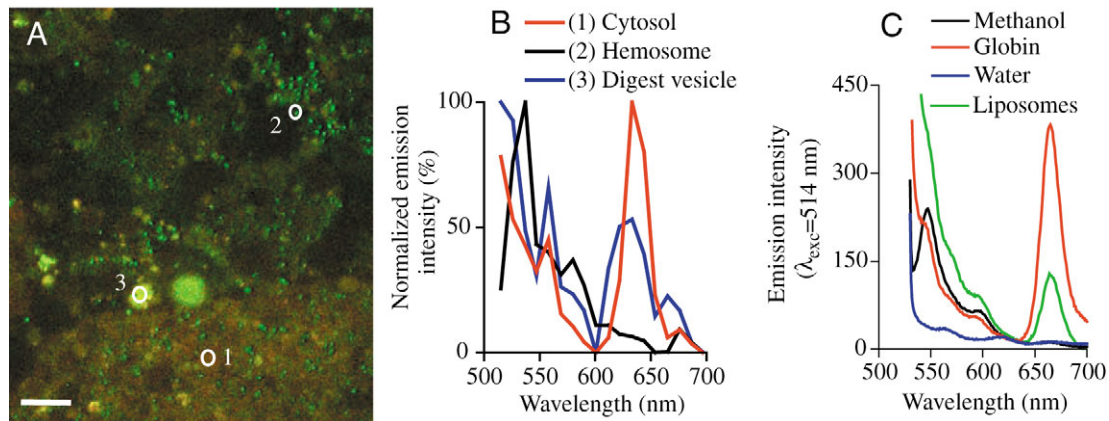 A
2
3
1
B
(1) Cytosol
(2) Hemosome
(3) Digest vesicle
Normalized emission
intensity (%)
100
50
0
500 550 600 650 700
Wavelength (nm)
C
Methanol
Globin
Water
Liposomes
Emission intensity
(λexc=514 nm)
450
300
150
0
500 550 600 650 700
Wavelength (nm)